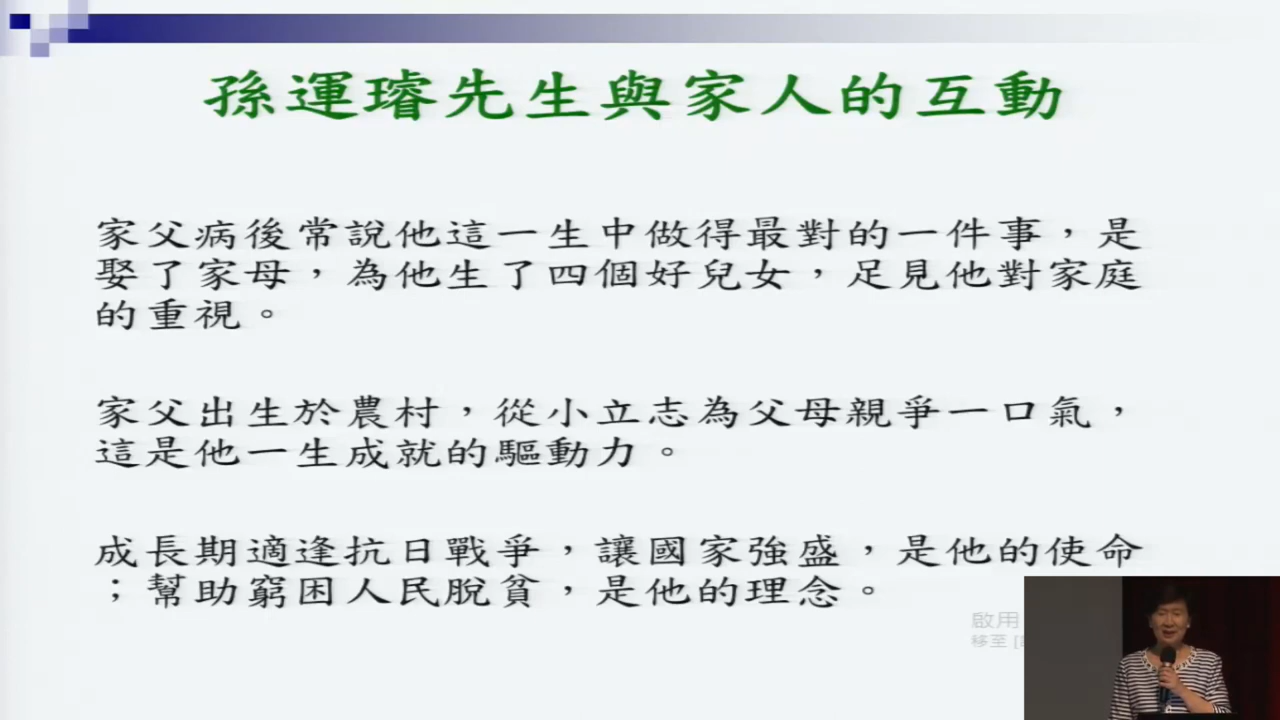 孫運璿先生與家人的互動
家父病後常說他這一生中做得最對的一件事，是
娶了家母，為他生了四個好兒女，足見他對家庭
的重視。
家父出生於農村，從小立志為父母親爭一口氣，
這是他一生成就的驅動力。
成長期適逢抗日戰爭，讓國家強盛，是他的使命
；幫助窮困人民脫貧，是他的理念。
啟用
移至 [